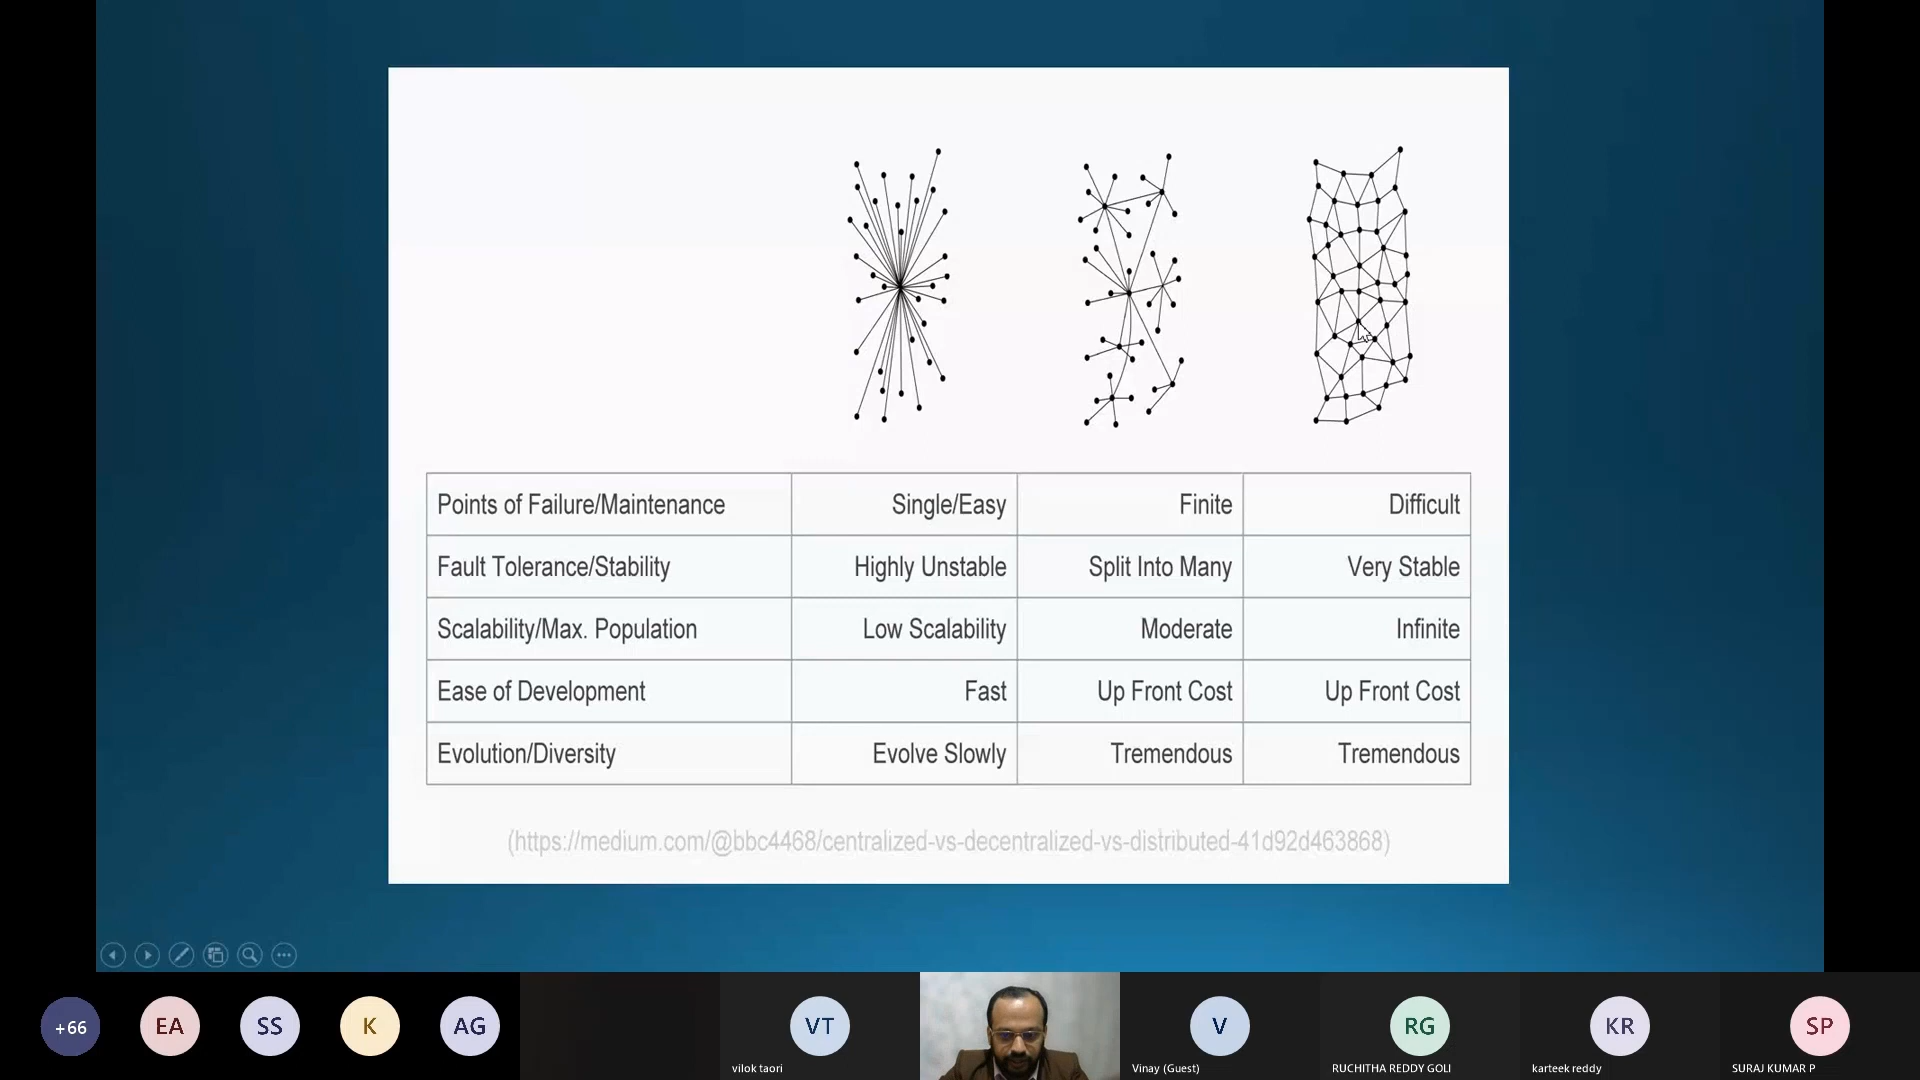 Points of Failure/Maintenance Single/Easy Finite Difficult
Fault Tolerance/Stability Highly Unstable Split Into Many Very Stable
Scalability/Max. Population Low Scalability Moderate Infinite
Ease of Development Fast Up Front Cost Up Front Cost
Evolution/Diversity Evolve Slowly Tremendous Tremendous
(https://medium.com/@bbc4468/centralized-vs-decentralized-vs-distributed-41d92d463868)
+66 EA SS K AG VT V RG KR SP
vilok taori Vinay (Guest) RUCHITHA REDDY GOLI karteek reddy SURAJ KUMAR P